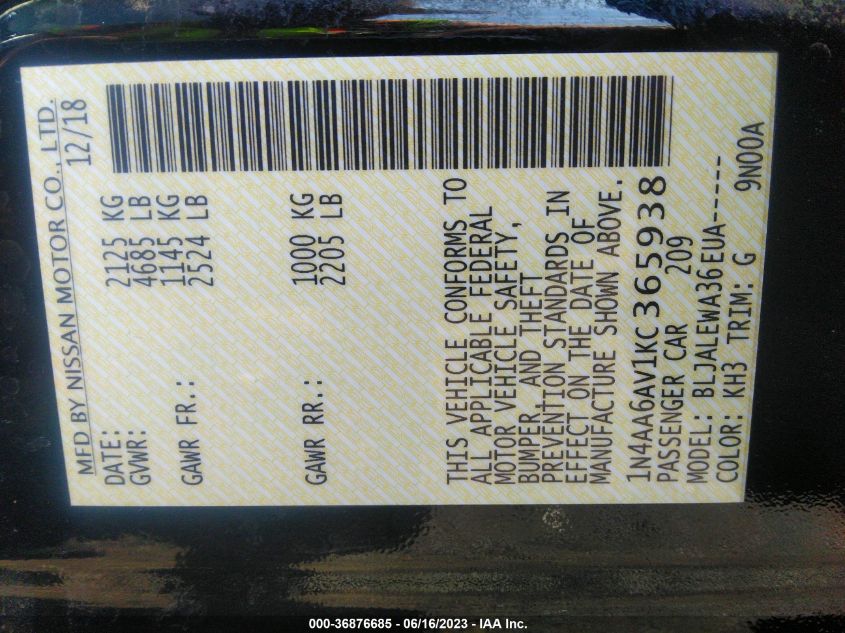 MFD BY NISSAN MOTOR CO., LTD.
DATE: 12/18
GVWR: 2125 KG
4685 LB
GAWR FR.: 1145 KG
2524 LB
GAWR RR.: 1000 KG
2205 LB
THIS VEHICLE CONFORMS TO
ALL APPLICABLE FEDERAL
MOTOR VEHICLE SAFETY,
BUMPER, AND THEFT
PREVENTION STANDARDS IN
EFFECT ON THE DATE OF
MANUFACTURE SHOWN ABOVE.
1N4AA6AV1KC365938
PASSENGER CAR 209
MODEL: BLJALEWA36EUA-----
COLOR: KH3 TRIM: G 9N00A
000-36876685 - 06/16/2023 - IAA Inc.